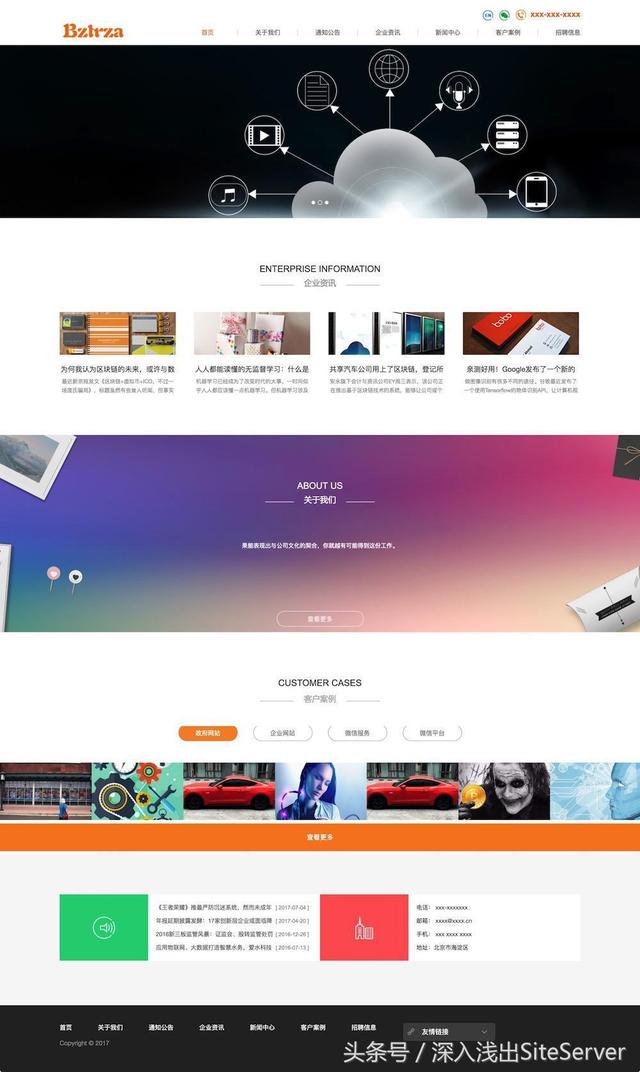 EN
xxx-xxx-xxxx
Bztrza
首页 关于我们 通知公告 企业资讯 新闻中心 客户案例 招聘信息
ENTERPRISE INFORMATION
企业资讯
bobo
为何我认为区块链的未来，或许与数
最近新京报发文《区块链=虚拟币=ICO，不过一
场庞氏骗局》，标题虽然有些耸人听闻，但事实
人人都能读懂的无监督学习：什么是
机器学习已经成为了改变时代的大事，一时间似
乎人人都应该懂一点机器学习。但机器学习涉及
共享汽车公司用上了区块链，登记所
安永旗下会计与资讯公司EY周三表示，该公司正
在推出基于区块链技术的系统，能够让公司或个
亲测好用！Google发布了一个新的
做图像识别有很多不同的途径。谷歌最近发布了
一个使用Tensorflow的物体识别API，让计算机视
ABOUT US
关于我们
果能表现出与公司文化的契合，你就越有可能得到这份工作。
查看更多
CUSTOMER CASES
客户案例
政府网站 企业网站 微信服务 微信平台
查看更多
《王者荣耀》推最严防沉迷系统，然而未成年 [ 2017-07-04 ]
年报延期披露发酵：17家创新层企业或面临降 [ 2017-04-20 ]
2016新三板监管风暴：证监会、股转监管处罚 [ 2016-12-26 ]
应用物联网、大数据打造智慧水务，爱水科技 [ 2016-07-13 ]
电话： xxx-xxxxxxx
邮箱： xxxx@xxxx.cn
手机： xxx xxxx xxxx
地址： 北京市海淀区
首页 关于我们 通知公告 企业资讯 新闻中心 客户案例 招聘信息
友情链接
Copyright © 2017
头条号 / 深入浅出SiteServer